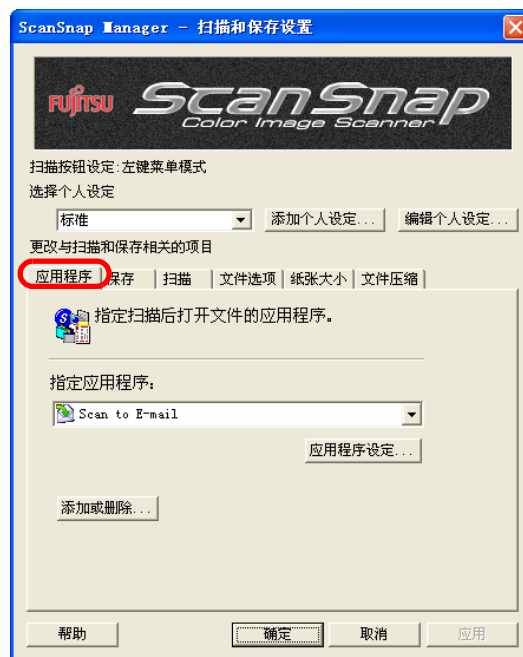 ScanSnap Manager - 扫描和保存设置
FUJITSU ScanSnap
Color Image Scanner
扫描按钮设定:左键菜单模式
选择个人设定
标准 添加个人设定... 编辑个人设定...
更改与扫描和保存相关的项目
应用程序 保存 扫描 文件选项 纸张大小 文件压缩
指定扫描后打开文件的应用程序。
指定应用程序:
Scan to E-mail
应用程序设定...
添加或删除...
帮助 确定 取消 应用